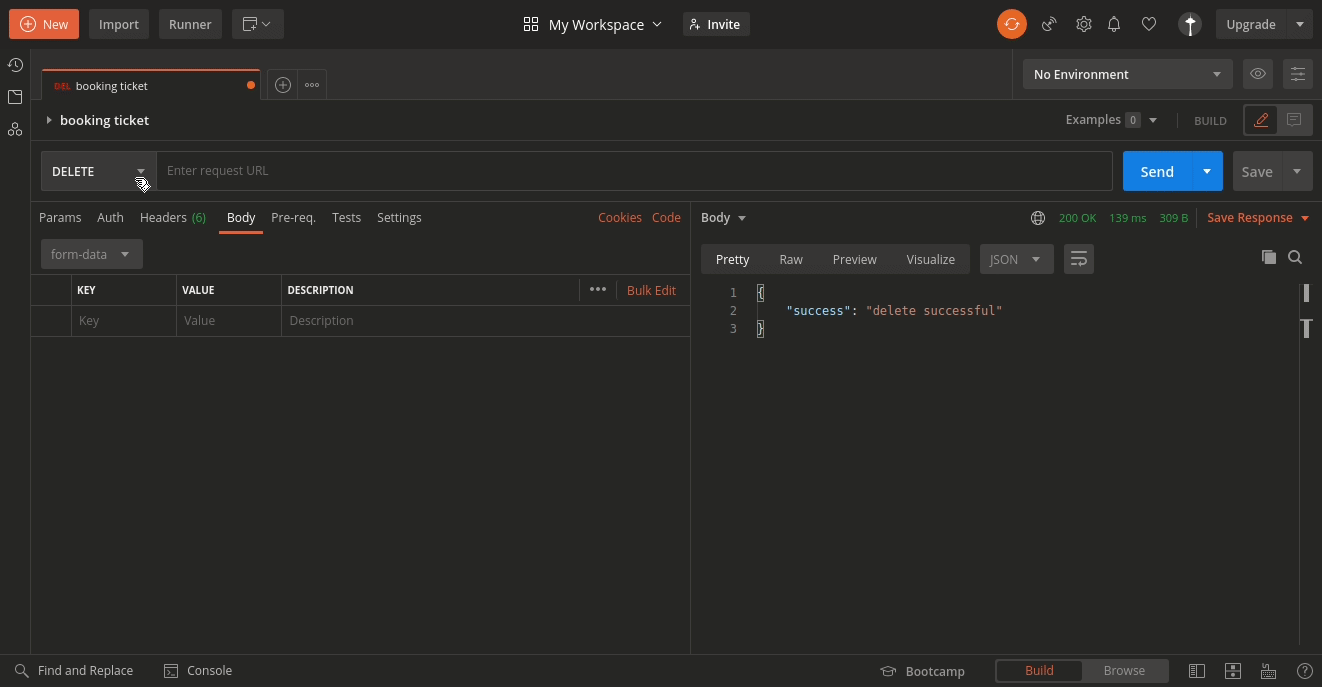 New Import Runner My Workspace Invite Upgrade
DEL booking ticket No Environment
booking ticket Examples 0 BUILD
DELETE Enter request URL Send Save
Params Auth Headers (6) Body Pre-req. Tests Settings Cookies Code
form-data
KEY VALUE DESCRIPTION ••• Bulk Edit
Key Value Description
Body 200 OK 139 ms 309 B Save Response
Pretty Raw Preview Visualize JSON
1 {
2 "success": "delete successful"
3 }
Find and Replace Console Bootcamp Build Browse